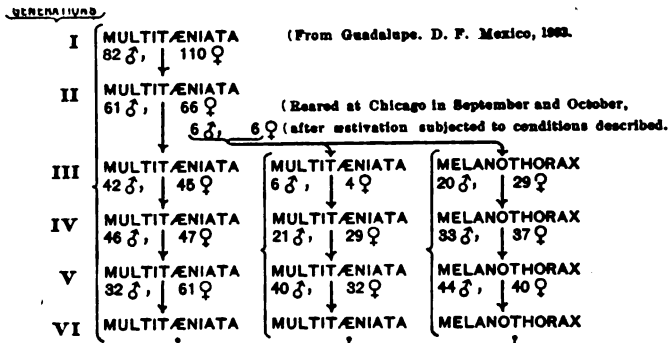 GENERATIONS
I MULTITÆNIATA (From Guadalupe. D. F. Mexico, 1903.
82 ♂, 110 ♀
II MULTITÆNIATA
61 ♂, 66 ♀ (Reared at Chicago in September and October,
6 ♂, 6 ♀ (after æstivation subjected to conditions described.
III MULTITÆNIATA MULTITÆNIATA MELANOTHORAX
42 ♂, 45 ♀ 6 ♂, 4 ♀ 20 ♂, 29 ♀
IV MULTITÆNIATA MULTITÆNIATA MELANOTHORAX
46 ♂, 47 ♀ 21 ♂, 29 ♀ 33 ♂, 37 ♀
V MULTITÆNIATA MULTITÆNIATA MELANOTHORAX
32 ♂, 61 ♀ 40 ♂, 32 ♀ 44 ♂, 40 ♀
VI MULTITÆNIATA MULTITÆNIATA MELANOTHORAX